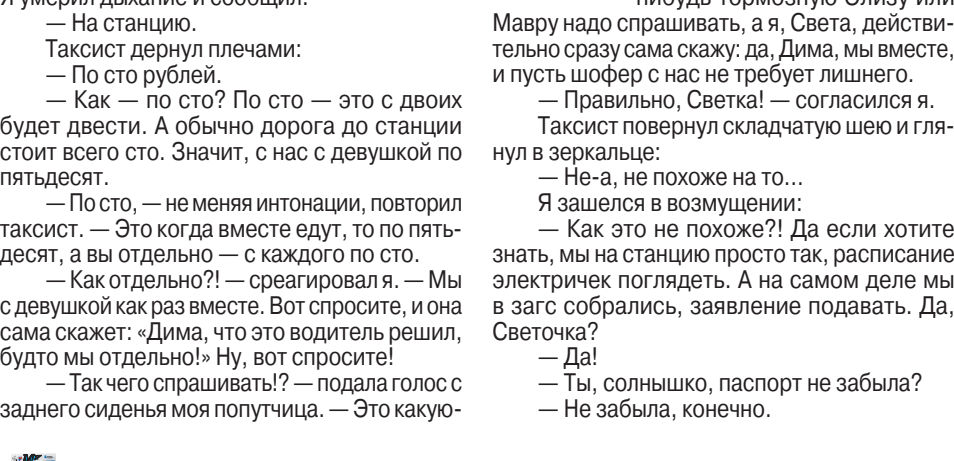 Я умерил дыхание и сообщил:
— На станцию.
Таксист дернул плечами:
— По сто рублей.
— Как — по сто? По сто — это с двоих
будет двести. А обычно дорога до станции
стоит всего сто. Значит, с нас с девушкой по
пятьдесят.
— По сто, — не меняя интонации, повторил
таксист. — Это когда вместе едут, то по пять-
десят, а вы отдельно — с каждого по сто.
— Как отдельно?! — среагировал я. — Мы
с девушкой как раз вместе. Вот спросите, и она
сама скажет: «Дима, что это водитель решил,
будто мы отдельно!» Ну, вот спросите!
— Так чего спрашивать!? — подала голос с
заднего сиденья моя попутчица. — Это какую-
нибудь тормозную Элизу или
Мавру надо спрашивать, а я, Света, действи-
тельно сразу сама скажу: да, Дима, мы вместе,
и пусть шофер с нас не требует лишнего.
— Правильно, Светка! — согласился я.
Таксист повернул складчатую шею и гля-
нул в зеркальце:
— Не-а, не похоже на то...
Я зашелся в возмущении:
— Как это не похоже?! Да если хотите
знать, мы на станцию просто так, расписание
электричек поглядеть. А на самом деле мы
в загс собрались, заявление подавать. Да,
Светочка?
— Да!
— Ты, солнышко, паспорт не забыла?
— Не забыла, конечно.